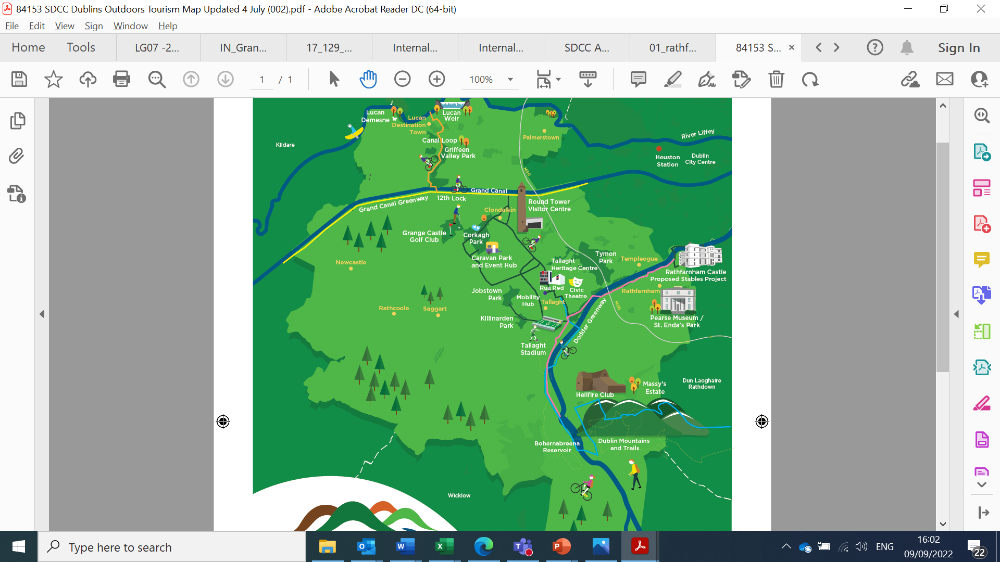 84153 SDCC Dublins Outdoors Tourism Map Updated 4 July (002).pdf - Adobe Acrobat Reader DC (64-bit)
File Edit View Sign Window Help
Home Tools LG07 -2... IN_Gran... 17_129_... Internal... Internal... SDCC A... 01_rathf... 84153 S... × Sign In
1 / 1 100%
Lucan
Demesne
Lucan
Weir
Lucan
Destination
Town
Palmerstown
River Liffey
Kildare
Canal Loop
Griffeen
Valley Park
Heuston
Station
Dublin
City Centre
M50
Grand Canal
Grand Canal Greenway
12th Lock
Round Tower
Visitor Centre
Clondalkin
Grange Castle
Golf Club
Corkagh
Park
Caravan Park
and Event Hub
Newcastle
Tallaght
Heritage Centre
Tymon
Park
Templeogue
Rathfarnham Castle
Proposed Stables Project
Rua Red
Civic
Theatre
Rathfarnham
Jobstown
Park
Mobility
Hub
Tallaght
M50
Rathcoole
Saggart
Killinarden
Park
Dodder Greenway
Pearse Museum /
St. Enda's Park
Tallaght
Stadium
Hellfire Club
Massy's
Estate
Dun Laoghaire
Rathdown
Bohernabreena
Reservoir
Dublin Mountains
and Trails
Wicklow
Type here to search
ENG
16:02
09/09/2022
22